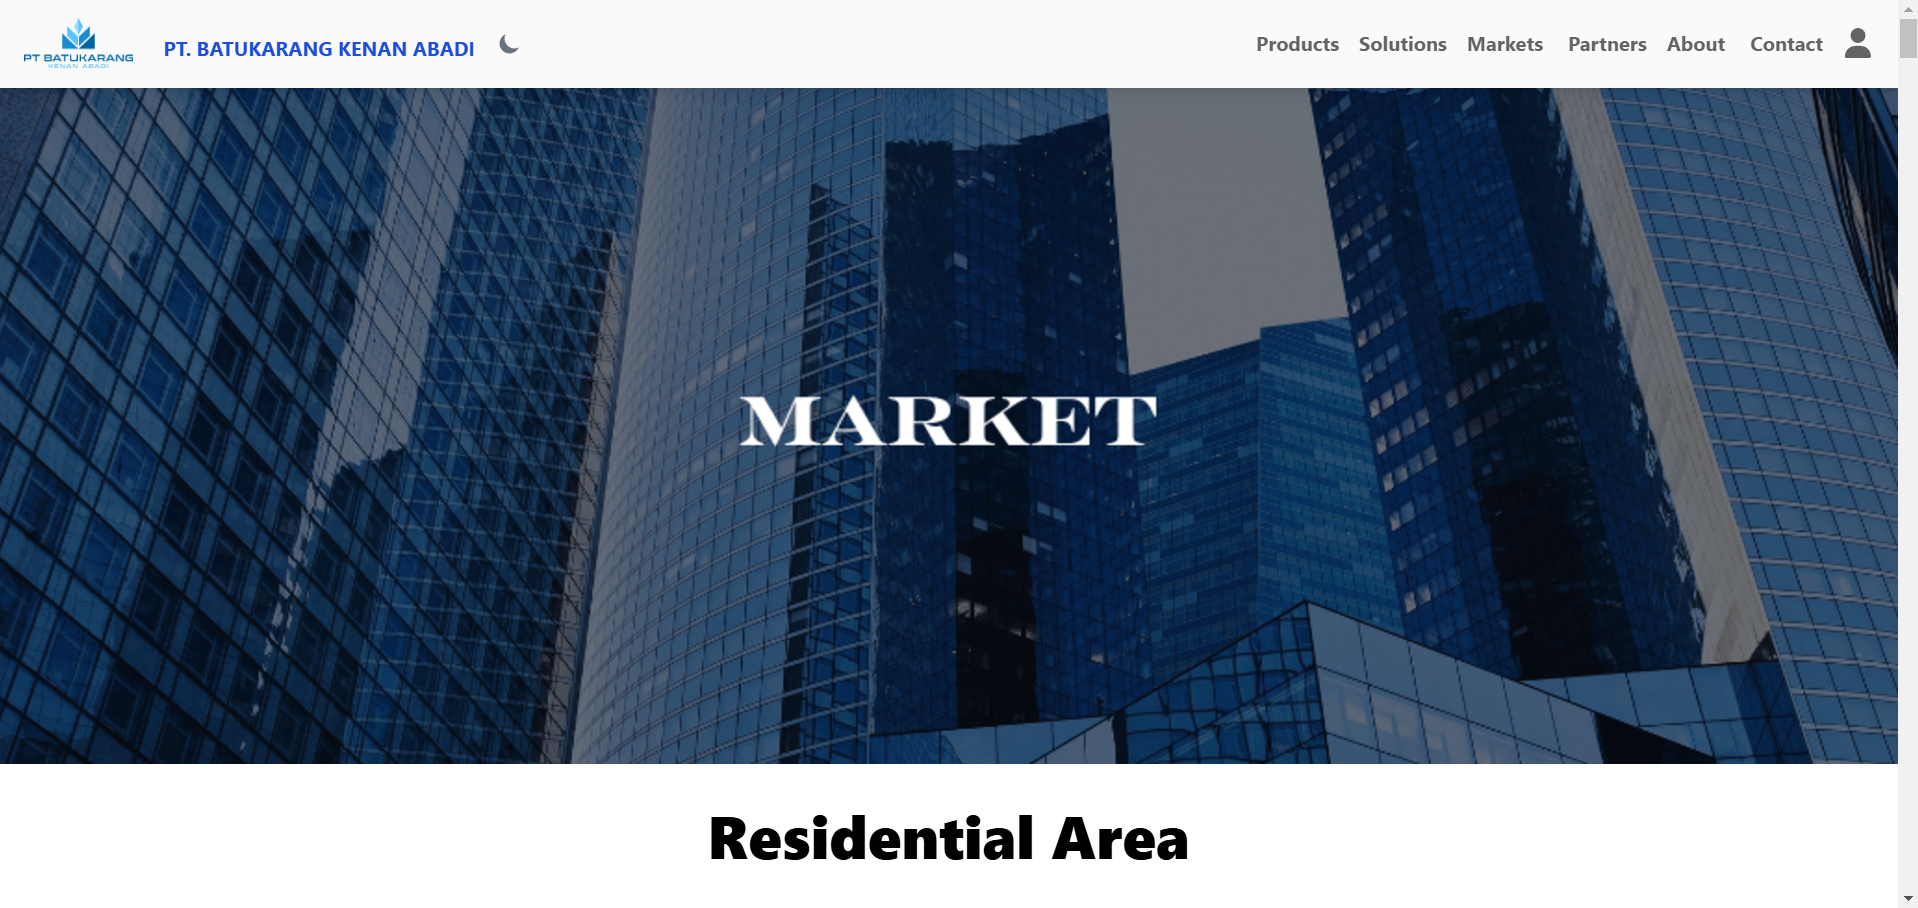 PT BATUKARANG
KENAN ABADI
PT. BATUKARANG KENAN ABADI
Products Solutions Markets Partners About Contact
MARKET
Residential Area